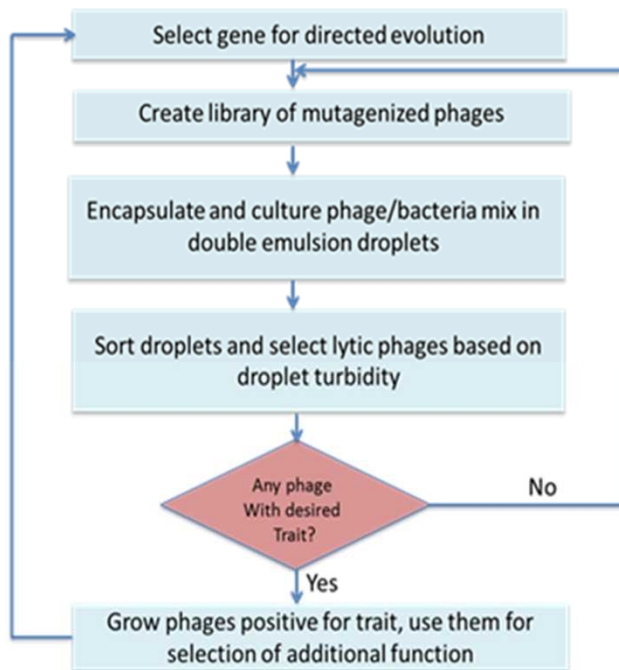 Select gene for directed evolution
Create library of mutagenized phages
Encapsulate and culture phage/bacteria mix in
double emulsion droplets
Sort droplets and select lytic phages based on
droplet turbidity
Any phage
With desired
Trait?
No
Yes
Grow phages positive for trait, use them for
selection of additional function